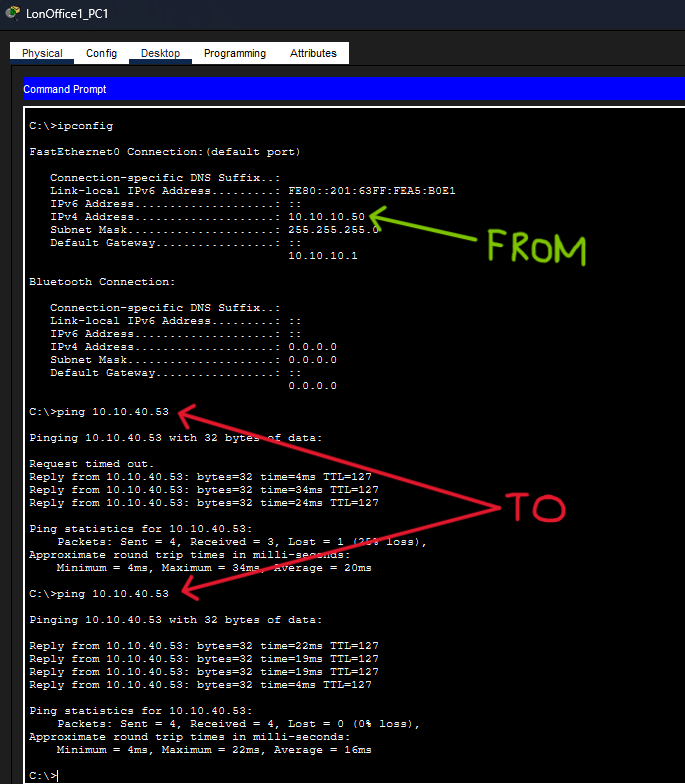 LonOffice1_PC1
Physical Config Desktop Programming Attributes
Command Prompt
C:\>ipconfig
FastEthernet0 Connection:(default port)
Connection-specific DNS Suffix..:
Link-local IPv6 Address.........: FE80::201:63FF:FEA5:B0E1
IPv6 Address....................: ::
IPv4 Address....................: 10.10.10.50
Subnet Mask.....................: 255.255.255.0
Default Gateway.................: ::
10.10.10.1
FROM
Bluetooth Connection:
Connection-specific DNS Suffix..:
Link-local IPv6 Address.........: ::
IPv6 Address....................: ::
IPv4 Address....................: 0.0.0.0
Subnet Mask.....................: 0.0.0.0
Default Gateway.................: ::
0.0.0.0
C:\>ping 10.10.40.53
Pinging 10.10.40.53 with 32 bytes of data:
Request timed out.
Reply from 10.10.40.53: bytes=32 time=4ms TTL=127
Reply from 10.10.40.53: bytes=32 time=34ms TTL=127
Reply from 10.10.40.53: bytes=32 time=24ms TTL=127
TO
Ping statistics for 10.10.40.53:
Packets: Sent = 4, Received = 3, Lost = 1 (25% loss),
Approximate round trip times in milli-seconds:
Minimum = 4ms, Maximum = 34ms, Average = 20ms
C:\>ping 10.10.40.53
Pinging 10.10.40.53 with 32 bytes of data:
Reply from 10.10.40.53: bytes=32 time=22ms TTL=127
Reply from 10.10.40.53: bytes=32 time=19ms TTL=127
Reply from 10.10.40.53: bytes=32 time=19ms TTL=127
Reply from 10.10.40.53: bytes=32 time=4ms TTL=127
Ping statistics for 10.10.40.53:
Packets: Sent = 4, Received = 4, Lost = 0 (0% loss),
Approximate round trip times in milli-seconds:
Minimum = 4ms, Maximum = 22ms, Average = 16ms
C:\>